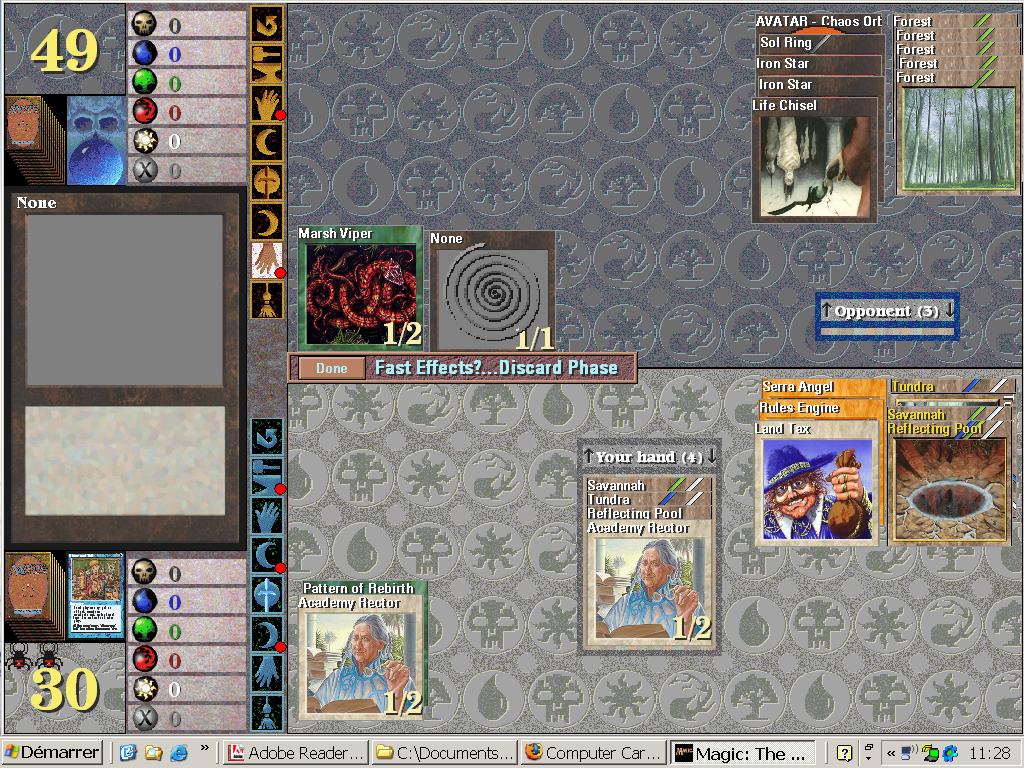 49
0
0
0
0
0
0
None
AVATAR - Chaos Orb
Sol Ring
Iron Star
Iron Star
Life Chisel
Forest
Forest
Forest
Forest
Forest
Marsh Viper
1/2
None
1/1
Opponent (3)
Done
Fast Effects?...Discard Phase
Serra Angel
Rules Engine
Land Tax
Tundra
Savannah
Reflecting Pool
Your hand (4)
Savannah
Tundra
Reflecting Pool
Academy Rector
1/2
Pattern of Rebirth
Academy Rector
1/2
30
0
0
0
0
0
0
Démarrer
»
Adobe Reader...
C:\Documents...
Computer Car...
Magic: The ...
«
11:28